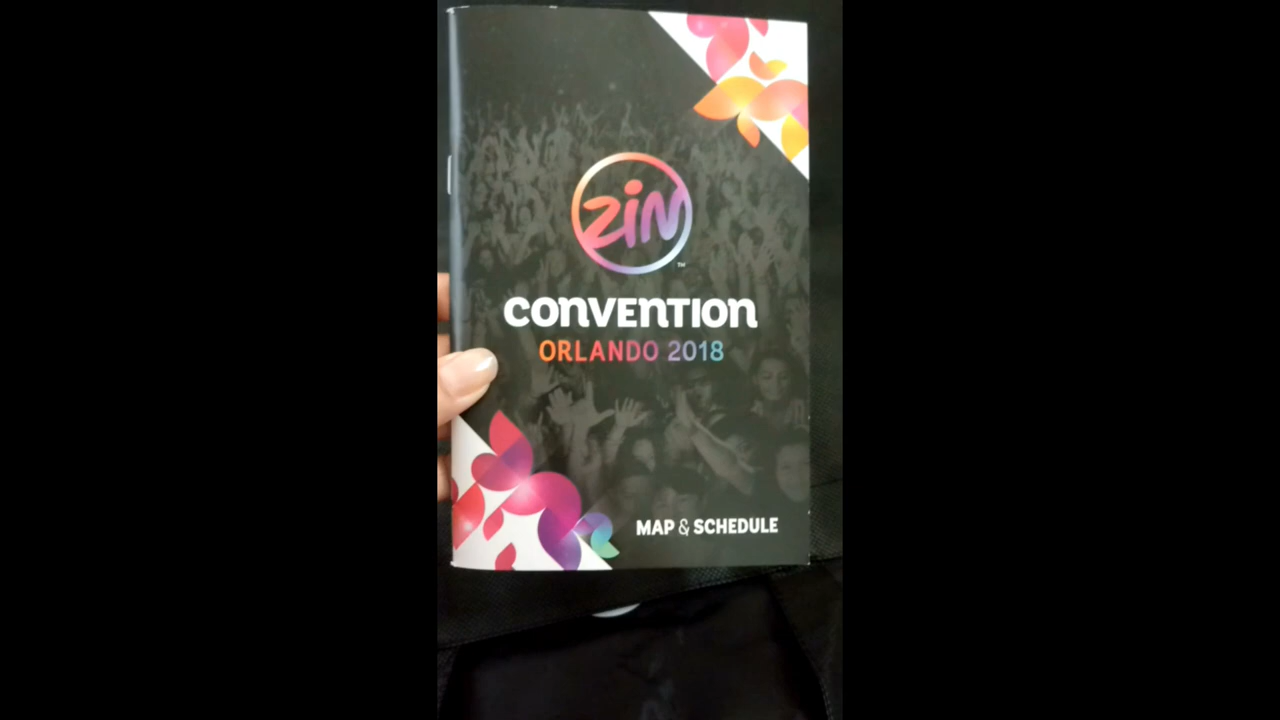 ZIN
TM
CONVENTION
ORLANDO 2018
MAP & SCHEDULE